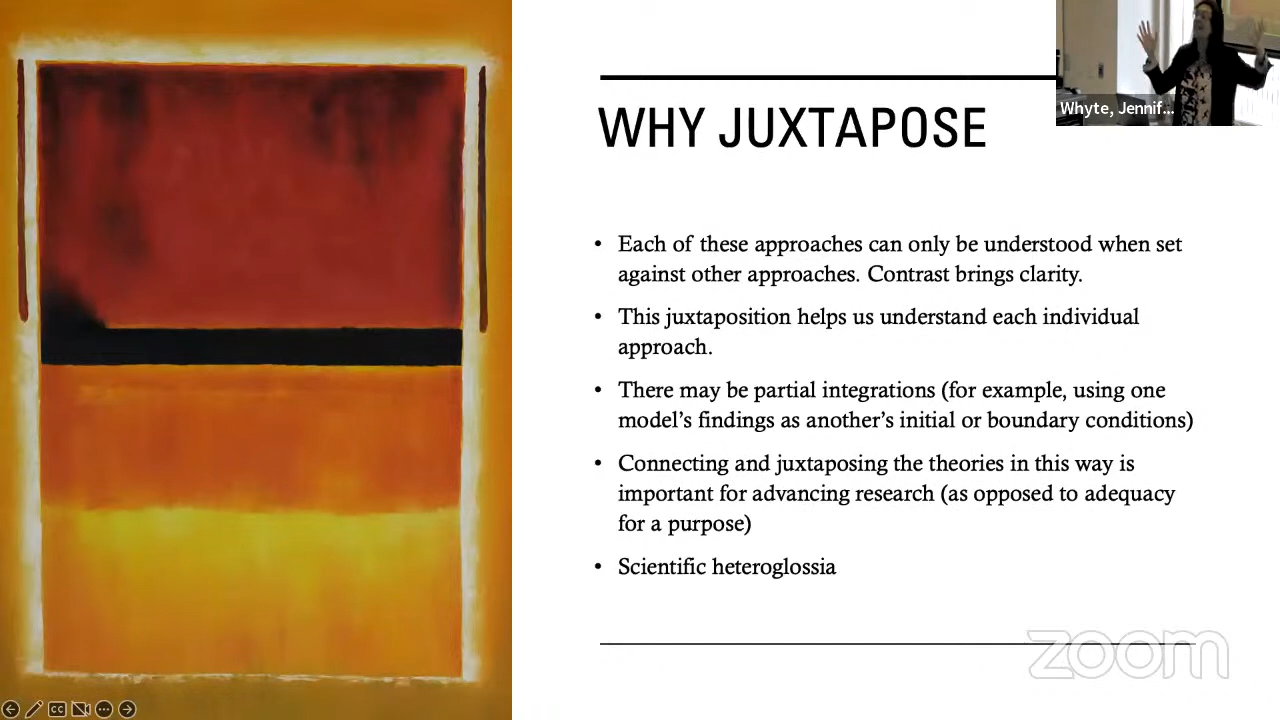 Whyte, Jennif...
WHY JUXTAPOSE
• Each of these approaches can only be understood when set
against other approaches. Contrast brings clarity.
• This juxtaposition helps us understand each individual
approach.
• There may be partial integrations (for example, using one
model’s findings as another’s initial or boundary conditions)
• Connecting and juxtaposing the theories in this way is
important for advancing research (as opposed to adequacy
for a purpose)
• Scientific heteroglossia
zoom
CC